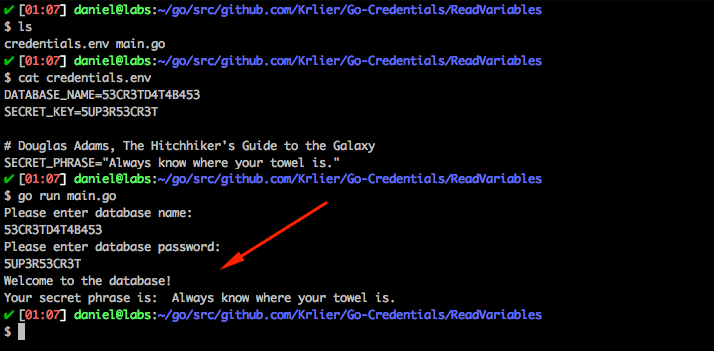 ✔ [01:07] daniel@labs:~/go/src/github.com/Krlier/Go-Credentials/ReadVariables
$ ls
credentials.env main.go
✔ [01:07] daniel@labs:~/go/src/github.com/Krlier/Go-Credentials/ReadVariables
$ cat credentials.env
DATABASE_NAME=53CR3TD4T4B453
SECRET_KEY=5UP3R53CR3T

# Douglas Adams, The Hitchhiker's Guide to the Galaxy
SECRET_PHRASE="Always know where your towel is."
✔ [01:07] daniel@labs:~/go/src/github.com/Krlier/Go-Credentials/ReadVariables
$ go run main.go
Please enter database name:
53CR3TD4T4B453
Please enter database password:
5UP3R53CR3T
Welcome to the database!
Your secret phrase is:  Always know where your towel is.
✔ [01:07] daniel@labs:~/go/src/github.com/Krlier/Go-Credentials/ReadVariables
$